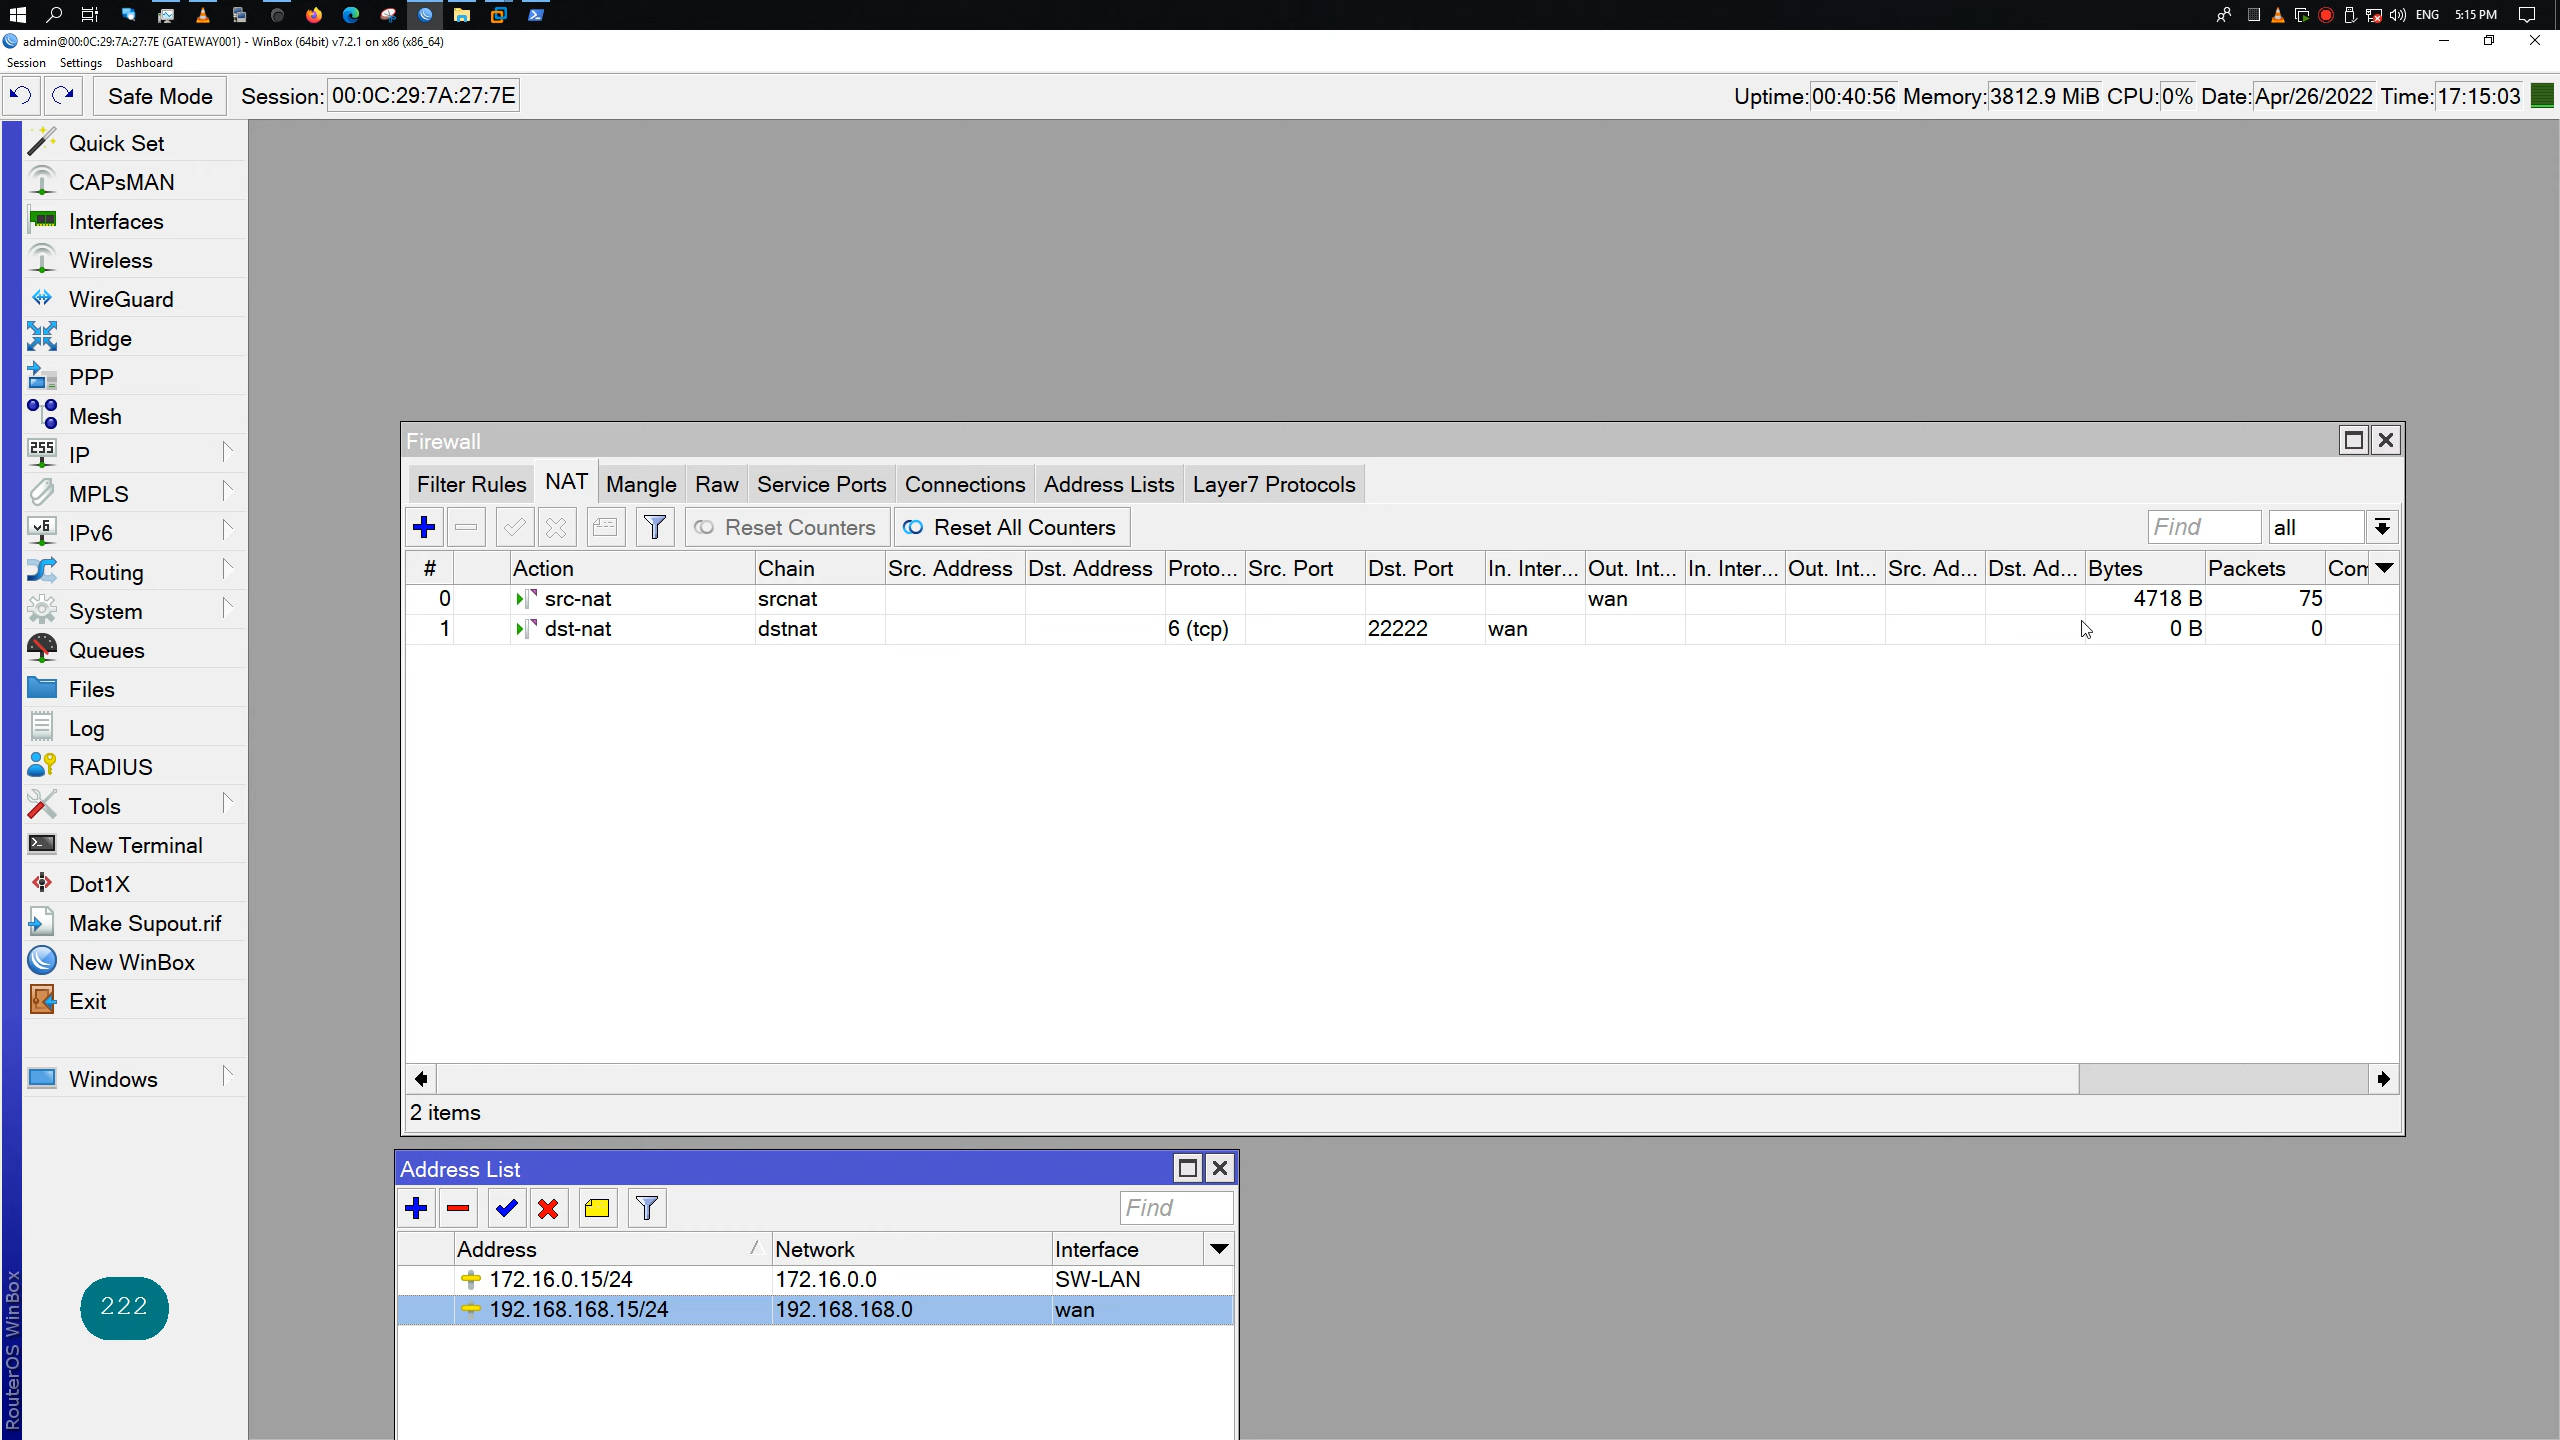 ENG 5:15 PM
admin@00:0C:29:7A:27:7E (GATEWAY001) - WinBox (64bit) v7.2.1 on x86 (x86_64)
Session Settings Dashboard
Safe Mode Session: 00:0C:29:7A:27:7E Uptime: 00:40:56 Memory: 3812.9 MiB CPU: 0% Date: Apr/26/2022 Time: 17:15:03
Quick Set
CAPsMAN
Interfaces
Wireless
WireGuard
Bridge
PPP
Mesh
255 IP
MPLS
v6 IPv6
Routing
System
Queues
Files
Log
RADIUS
Tools
New Terminal
Dot1X
Make Supout.rif
New WinBox
Exit
Windows
RouterOS WinBox
222
Firewall
Filter Rules NAT Mangle Raw Service Ports Connections Address Lists Layer7 Protocols
Reset Counters Reset All Counters Find all
# Action Chain Src. Address Dst. Address Proto... Src. Port Dst. Port In. Inter... Out. Int... In. Inter... Out. Int... Src. Ad... Dst. Ad... Bytes Packets Com
0 src-nat srcnat wan 4718 B 75
1 dst-nat dstnat 6 (tcp) 22222 wan 0 B 0
2 items
Address List
Find
Address Network Interface
172.16.0.15/24 172.16.0.0 SW-LAN
192.168.168.15/24 192.168.168.0 wan